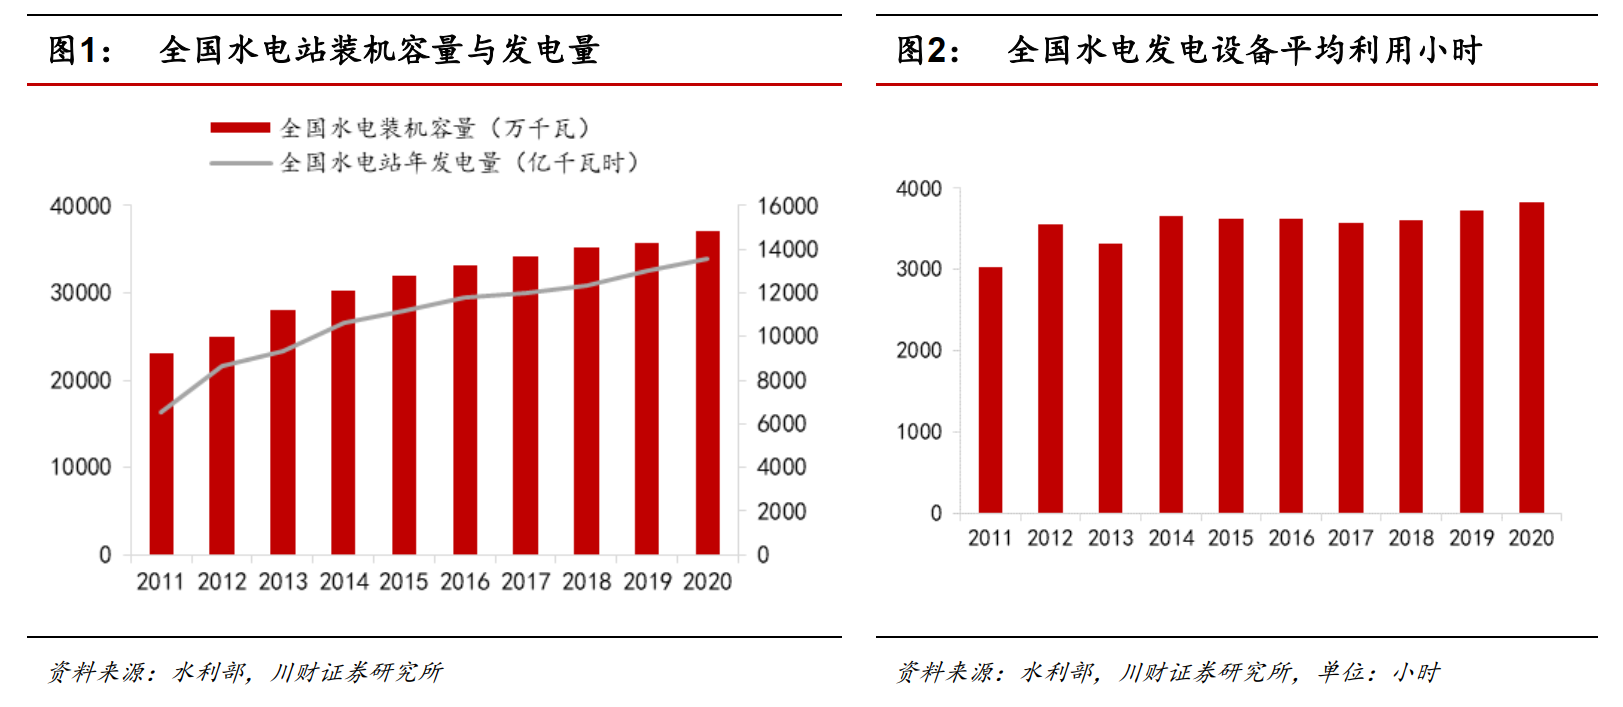 图1： 全国水电站装机容量与发电量
全国水电装机容量（万千瓦）
全国水电站年发电量（亿千瓦时）
40000
30000
20000
10000
0
16000
14000
12000
10000
8000
6000
4000
2000
0
2011 2012 2013 2014 2015 2016 2017 2018 2019 2020
资料来源：水利部，川财证券研究所
图2： 全国水电发电设备平均利用小时
4000
3000
2000
1000
0
2011 2012 2013 2014 2015 2016 2017 2018 2019 2020
资料来源：水利部，川财证券研究所，单位：小时